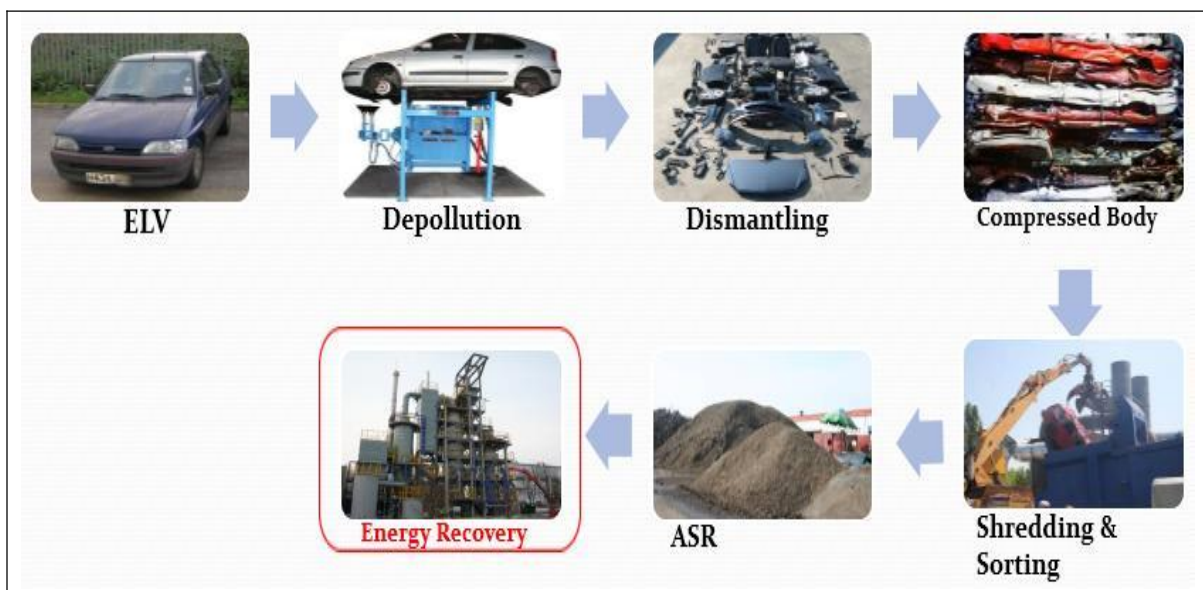 ELV
Depollution
Dismantling
Compressed Body
Shredding &
Sorting
ASR
Energy Recovery